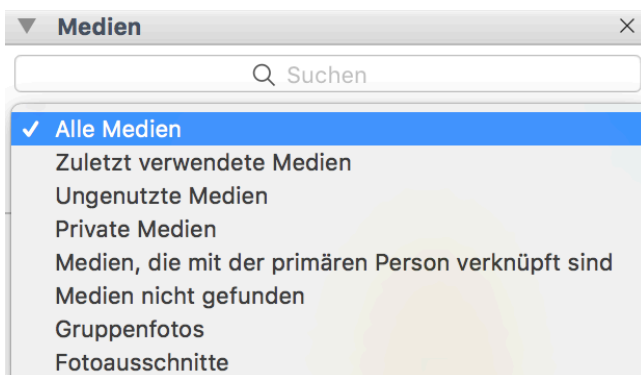 Medien
Suchen
Alle Medien
Zuletzt verwendete Medien
Ungenutzte Medien
Private Medien
Medien, die mit der primären Person verknüpft sind
Medien nicht gefunden
Gruppenfotos
Fotoausschnitte